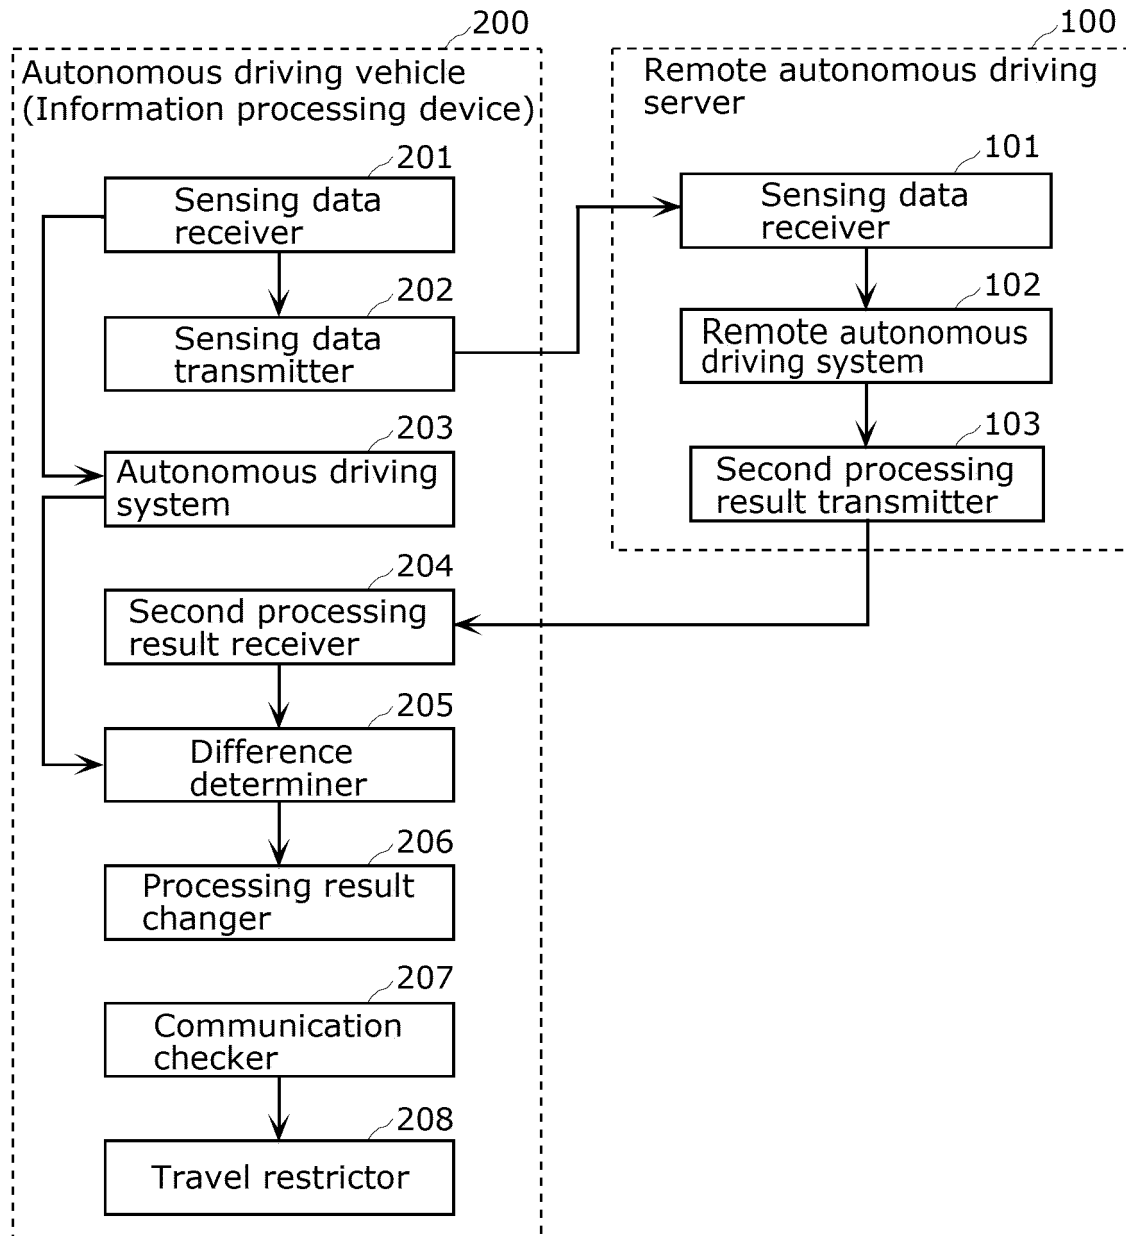 200
Autonomous driving vehicle
(Information processing device)
201
Sensing data
receiver
202
Sensing data
transmitter
203
Autonomous driving
system
204
Second processing
result receiver
205
Difference
determiner
206
Processing result
changer
207
Communication
checker
208
Travel restrictor
100
Remote autonomous driving
server
101
Sensing data
receiver
102
Remote autonomous
driving system
103
Second processing
result transmitter